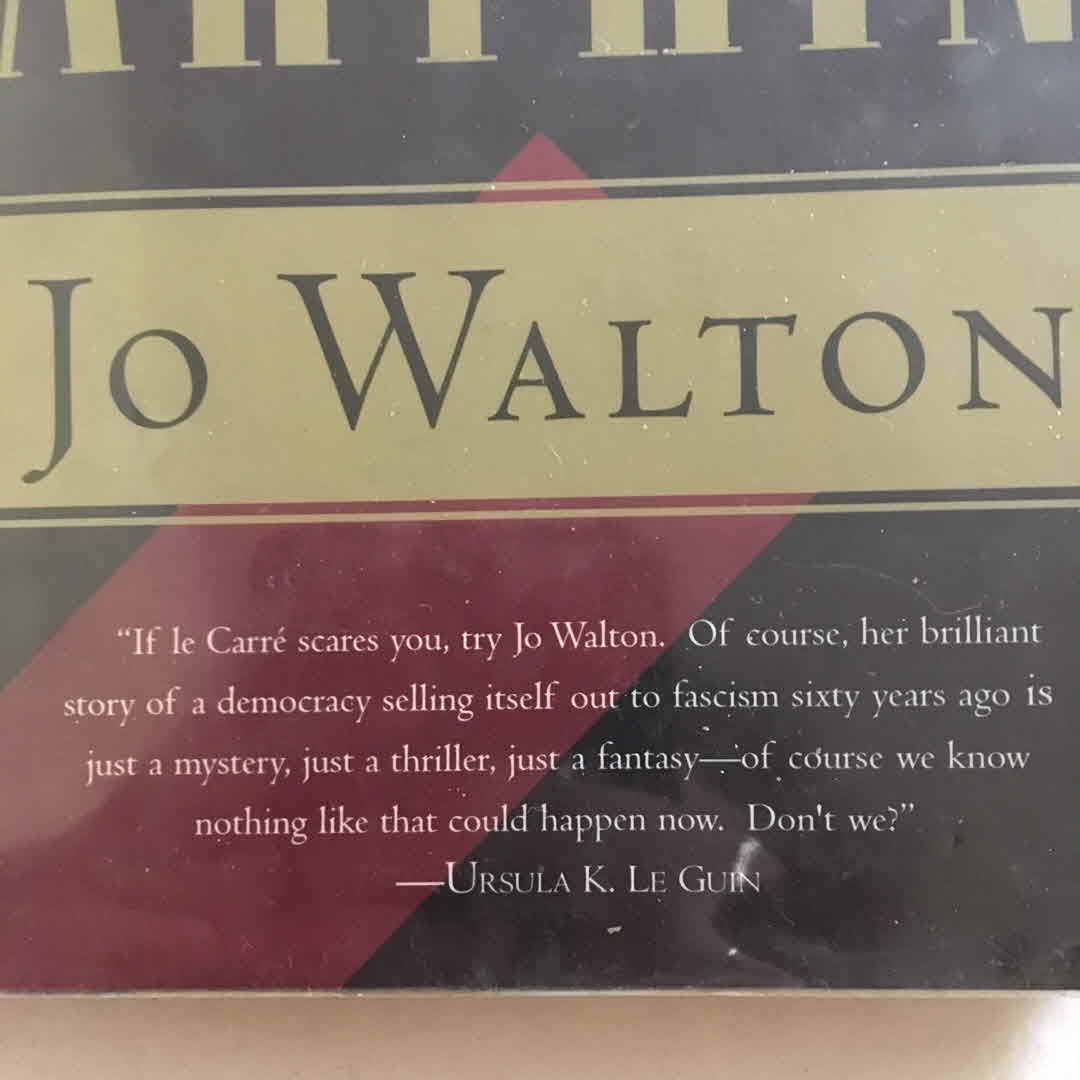 Jo Walton
“If le Carré scares you, try Jo Walton. Of course, her brilliant
story of a democracy selling itself out to fascism sixty years ago is
just a mystery, just a thriller, just a fantasy—of course we know
nothing like that could happen now. Don't we?”
—Ursula K. Le Guin